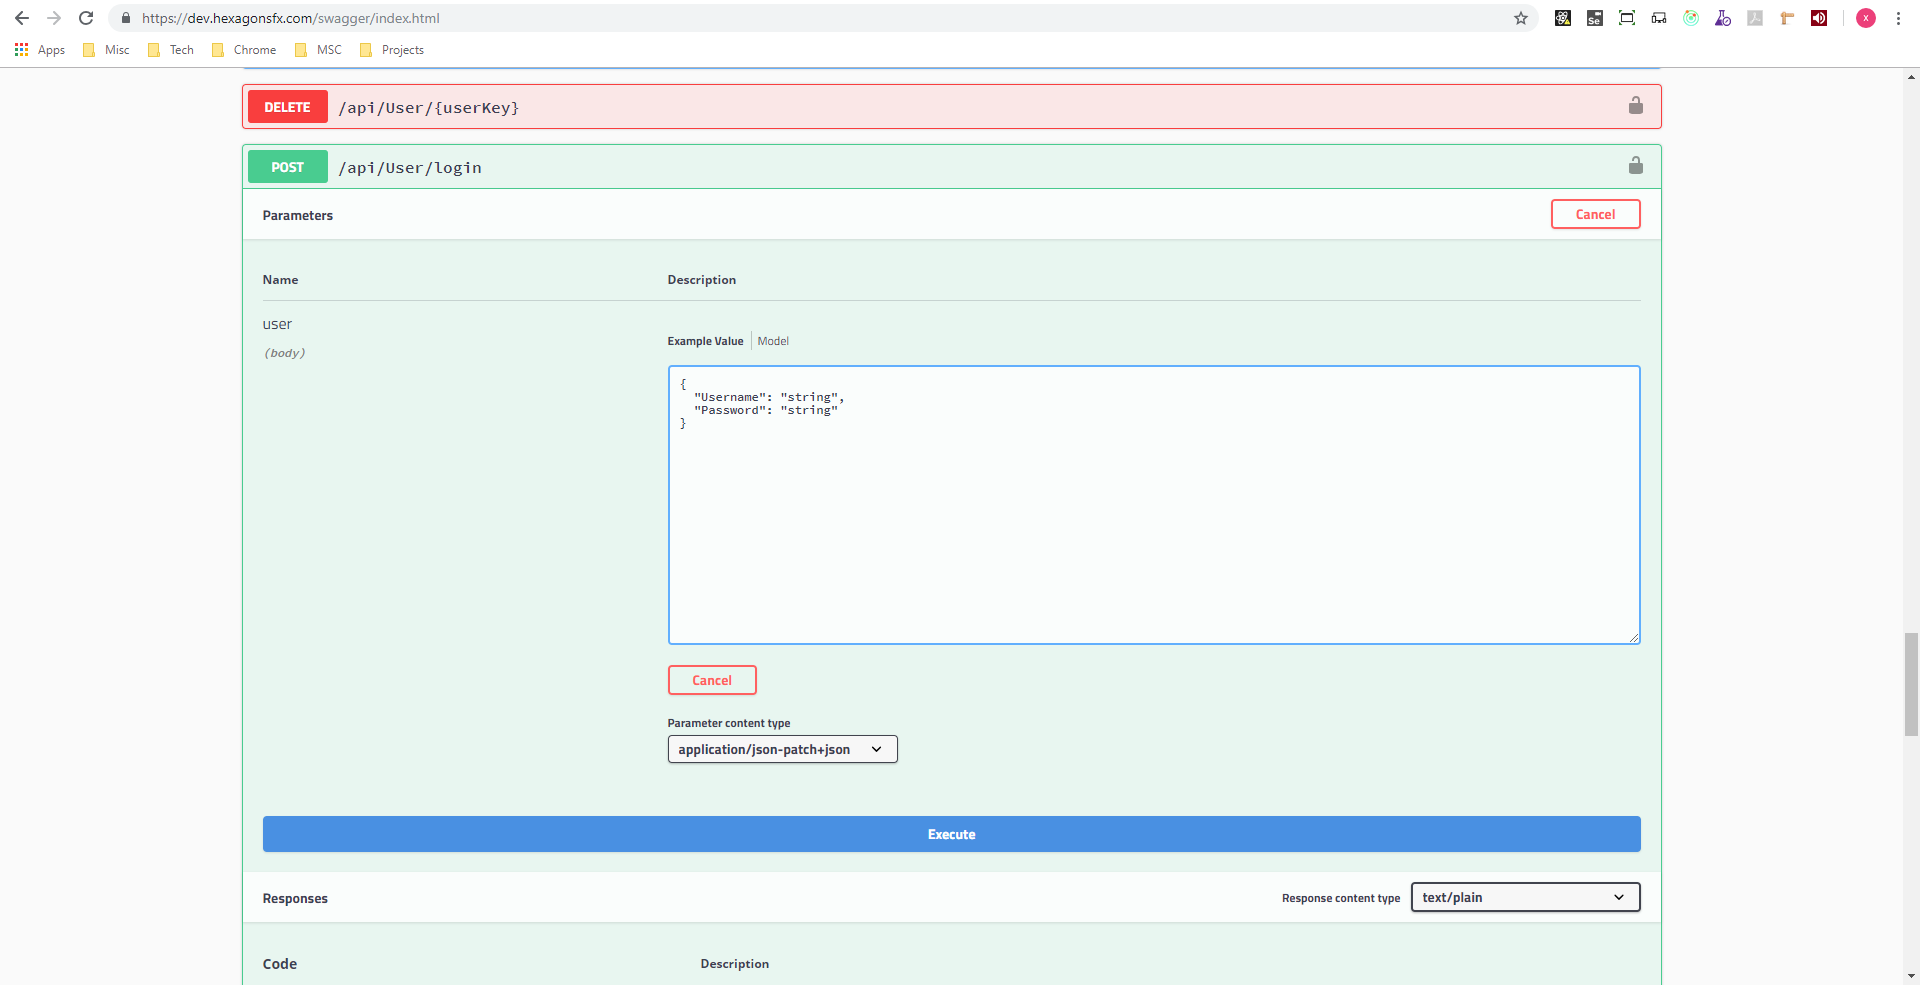 https://dev.hexagonsfx.com/swagger/index.html
Se
x
Apps Misc Tech Chrome MSC Projects
DELETE /api/User/{userKey}
POST /api/User/login
Parameters Cancel
Name Description
user
(body)
Example Value Model
{
"Username": "string",
"Password": "string"
}
Cancel
Parameter content type
application/json-patch+json
Execute
Responses Response content type text/plain
Code Description